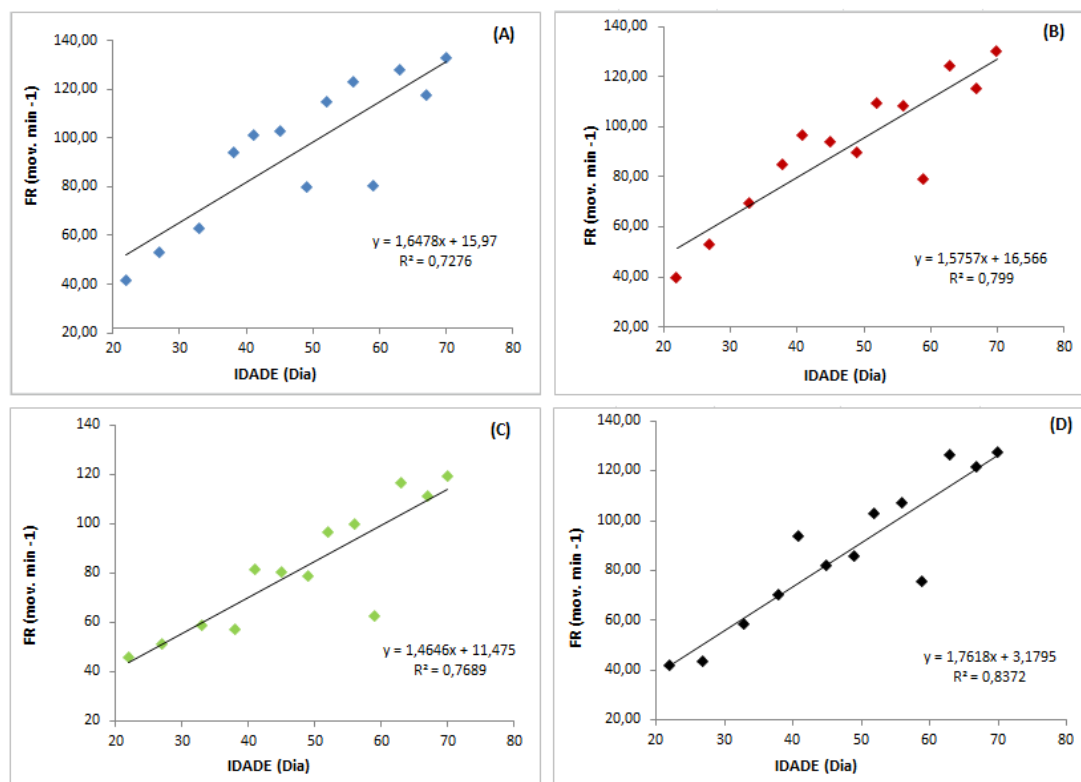 (A)
140,00
120,00
100,00
80,00
60,00
40,00
20,00
FR (mov. min -1)
y = 1,6478x + 15,97
R² = 0,7276
20 30 40 50 60 70 80
IDADE (Dia)
(B)
140,00
120,00
100,00
80,00
60,00
40,00
20,00
FR (mov. min -1)
y = 1,5757x + 16,566
R² = 0,799
20 30 40 50 60 70 80
IDADE (Dia)
(C)
140
120
100
80
60
40
20
FR (mov. min -1)
y = 1,4646x + 11,475
R² = 0,7689
20 30 40 50 60 70 80
IDADE (Dia)
(D)
140,00
120,00
100,00
80,00
60,00
40,00
20,00
FR (mov. min -1)
y = 1,7618x + 3,1795
R² = 0,8372
20 30 40 50 60 70 80
IDADE (Dia)